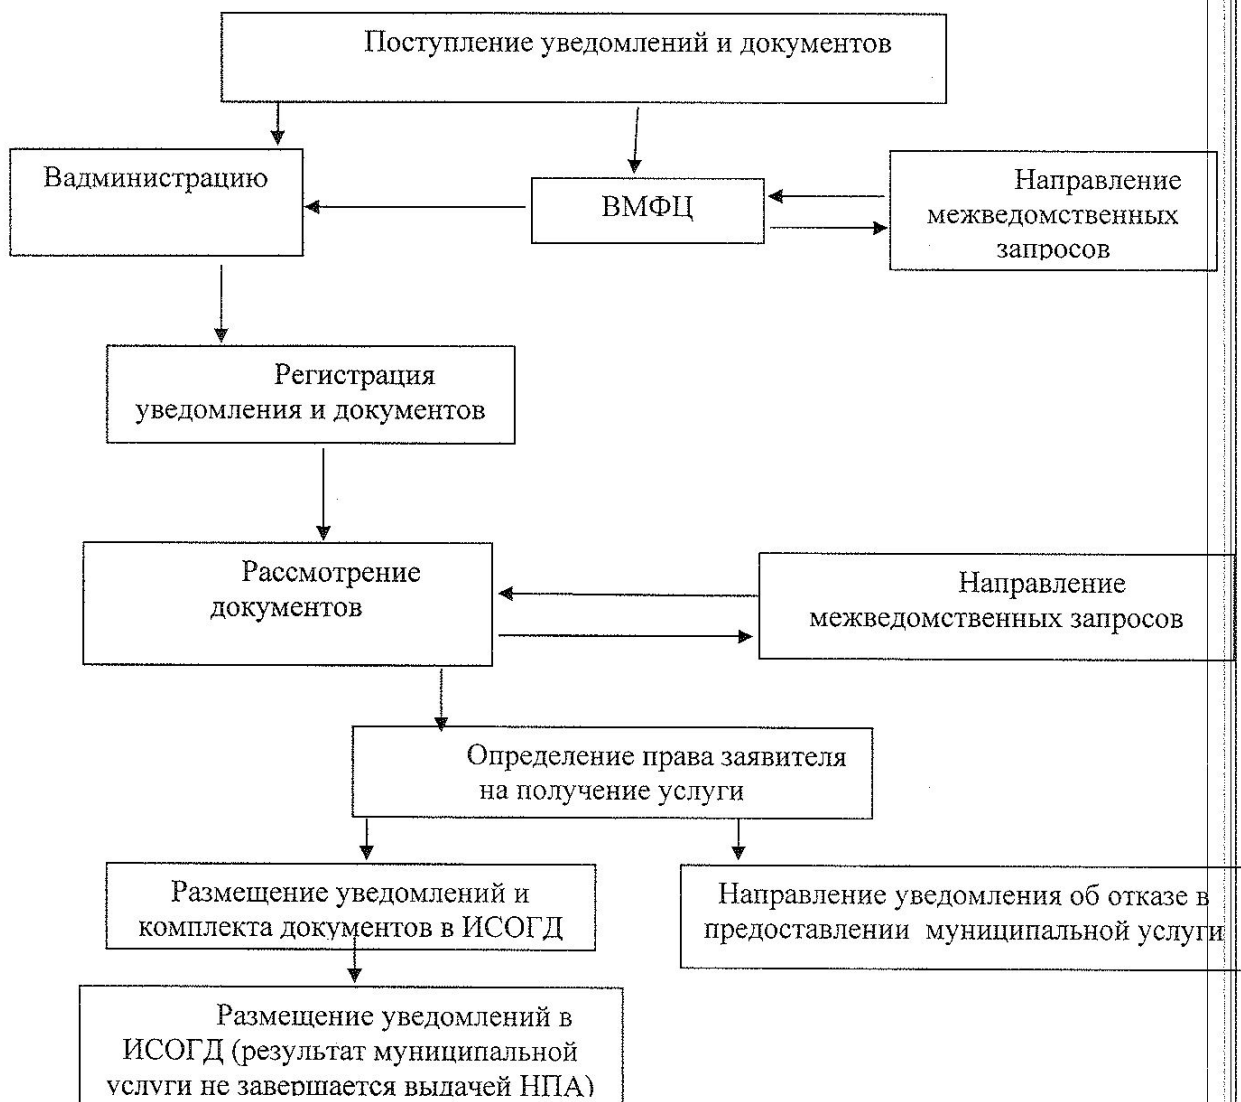 Поступление уведомлений и документов
Вадминистрацию
ВМФЦ
Направление
межведомственных
запросов
Регистрация
уведомления и документов
Рассмотрение
документов
Направление
межведомственных запросов
Определение права заявителя
на получение услуги
Размещение уведомлений и
комплекта документов в ИСОГД
Направление уведомления об отказе в
предоставлении муниципальной услуги
Размещение уведомлений в
ИСОГД (результат муниципальной
услуги не завершается выдачей НПА)